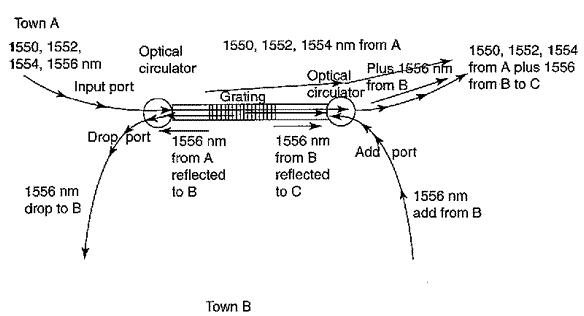 Town A
1550, 1552,
1554, 1556 nm
Input port
Optical
circulator
1550, 1552, 1554 nm from A
Optical
circulator
Plus 1556 nm
from B
1550, 1552, 1554
from A plus 1556
from B to C
Grating
Drop port
1556 nm
from A
reflected
to B
1556 nm
from B
reflected
to C
Add port
1556 nm
drop to B
1556 nm
add from B
Town B